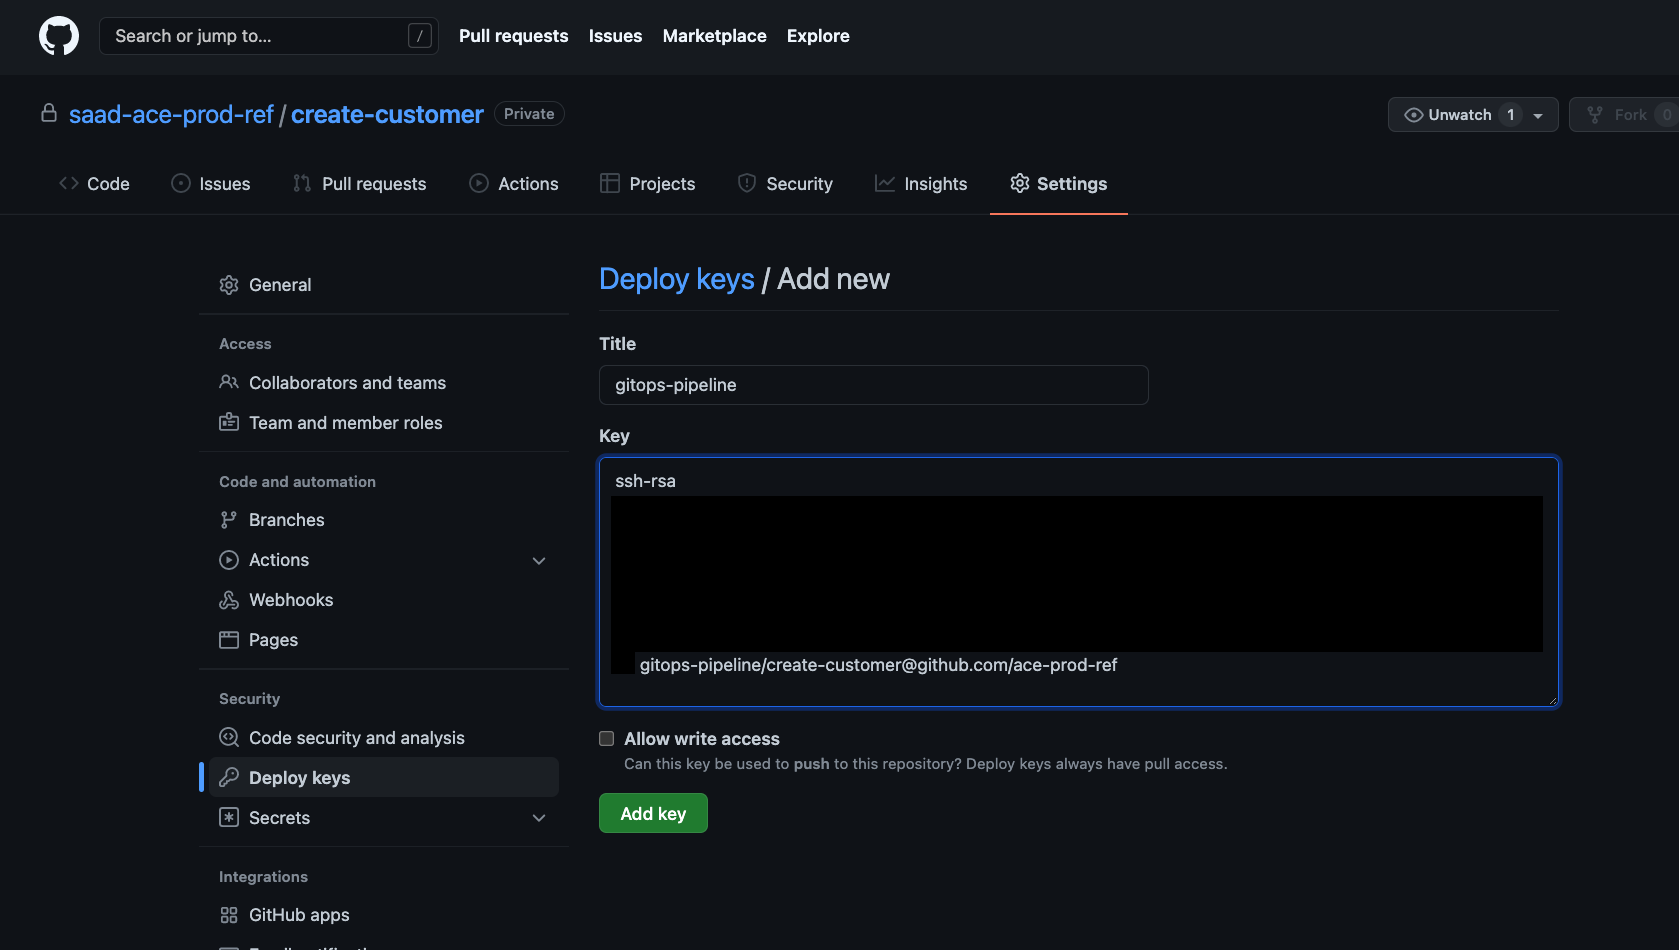 Search or jump to... /
Pull requests Issues Marketplace Explore
saad-ace-prod-ref / create-customer Private
Unwatch 1
Fork 0
Code Issues Pull requests Actions Projects Security Insights Settings
General
Access
Collaborators and teams
Team and member roles
Code and automation
Branches
Actions
Webhooks
Pages
Security
Code security and analysis
Deploy keys
Secrets
Integrations
GitHub apps
Deploy keys / Add new
Title
gitops-pipeline
Key
ssh-rsa
gitops-pipeline/create-customer@github.com/ace-prod-ref
Allow write access
Can this key be used to push to this repository? Deploy keys always have pull access.
Add key